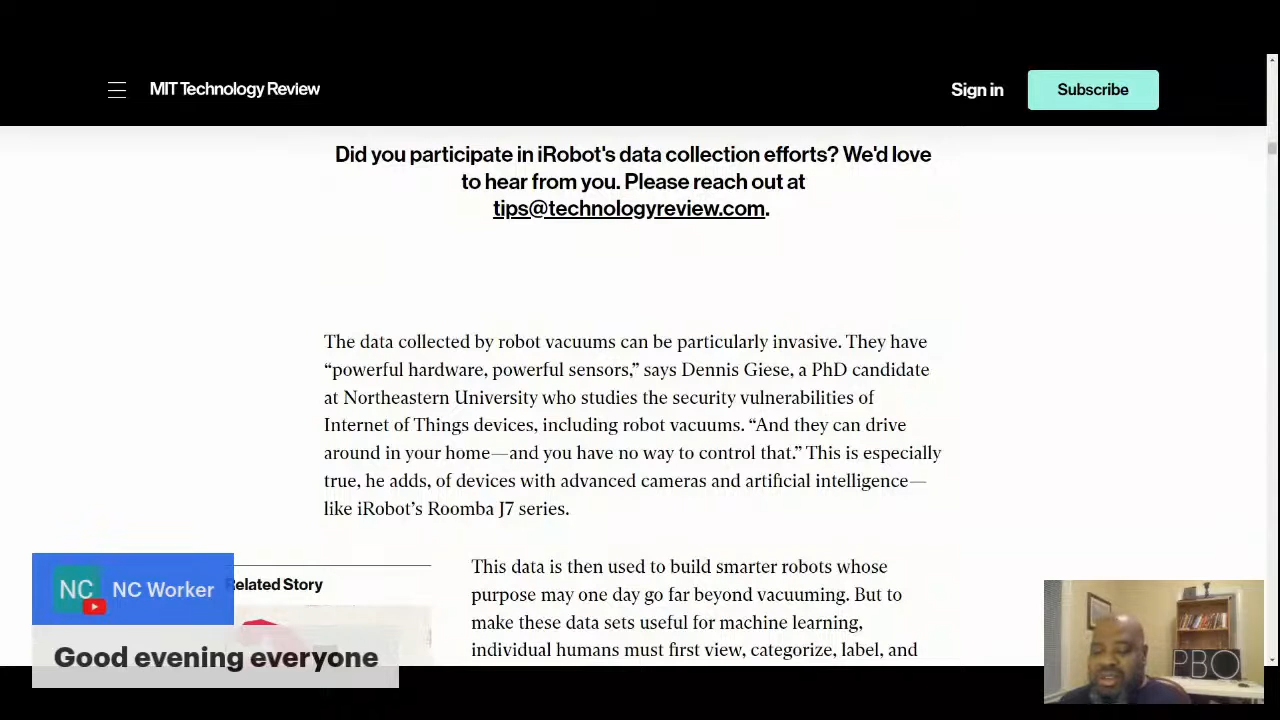 MIT Technology Review
Sign in
Subscribe
Did you participate in iRobot's data collection efforts? We'd love
to hear from you. Please reach out at
tips@technologyreview.com.
The data collected by robot vacuums can be particularly invasive. They have
“powerful hardware, powerful sensors,” says Dennis Giese, a PhD candidate
at Northeastern University who studies the security vulnerabilities of
Internet of Things devices, including robot vacuums. “And they can drive
around in your home—and you have no way to control that.” This is especially
true, he adds, of devices with advanced cameras and artificial intelligence—
like iRobot’s Roomba J7 series.
Related Story
This data is then used to build smarter robots whose
purpose may one day go far beyond vacuuming. But to
make these data sets useful for machine learning,
individual humans must first view, categorize, label, and
NC
NC Worker
Good evening everyone
PBO